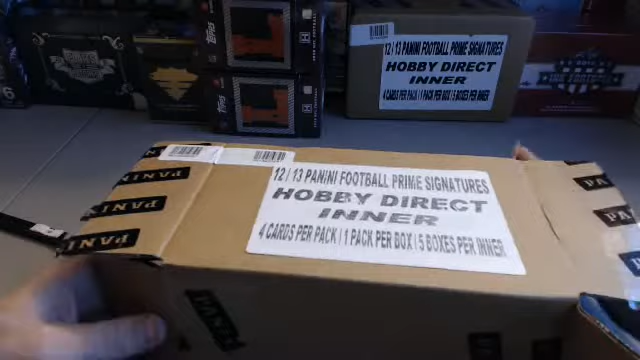 Topps
H
Topps
H
12/13 PANINI FOOTBALL PRIME SIGNATURES
HOBBY DIRECT
INNER
4 CARDS PER PACK | 1 PACK PER BOX | 5 BOXES PER INNER
12/13 PANINI FOOTBALL PRIME SIGNATURES
HOBBY DIRECT
INNER
4 CARDS PER PACK | 1 PACK PER BOX | 5 BOXES PER INNER
PANINI
PANINI
PANINI
PANINI